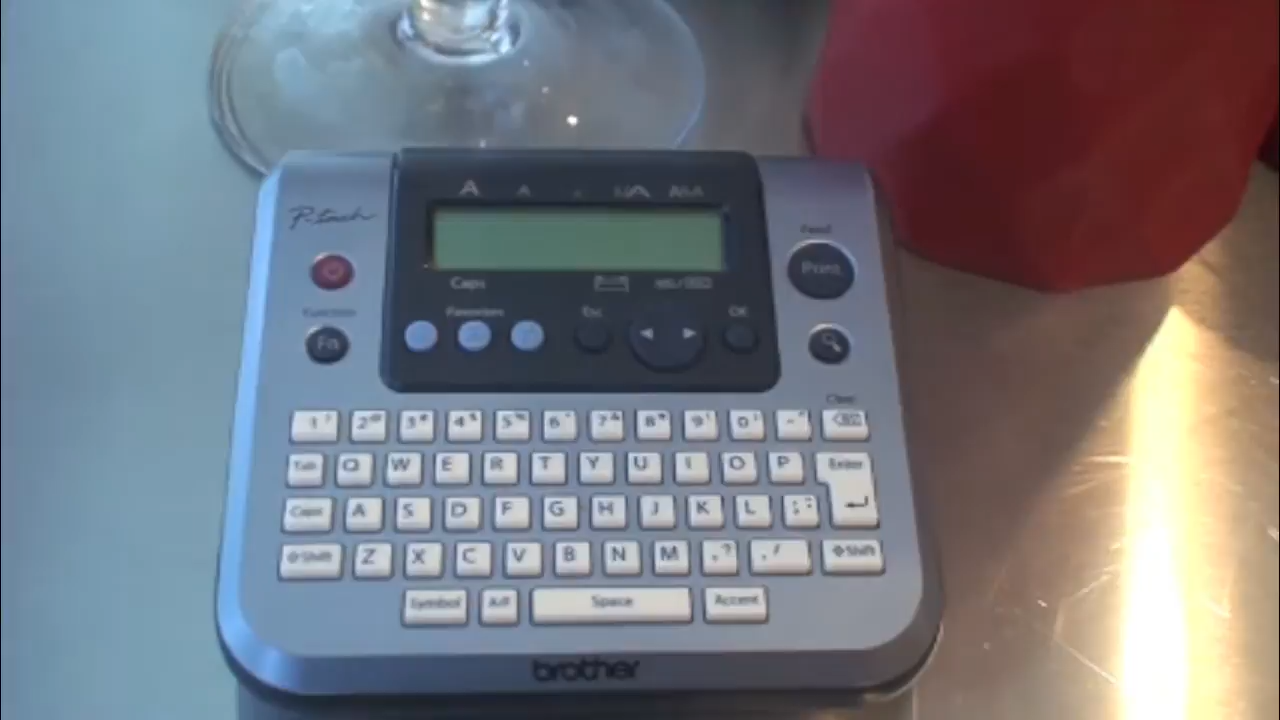 A A A
P-touch
Feed
Print
Caps
Function
Favorites
Esc
OK
Fn
Clear
1 2 3 4 5 6 7 8 9 0 -
Tab Q W E R T Y U I O P Enter
Caps A S D F G H J K L ; :
Shift Z X C V B N M . ? , ' Shift
Symbol Space Accent
brother